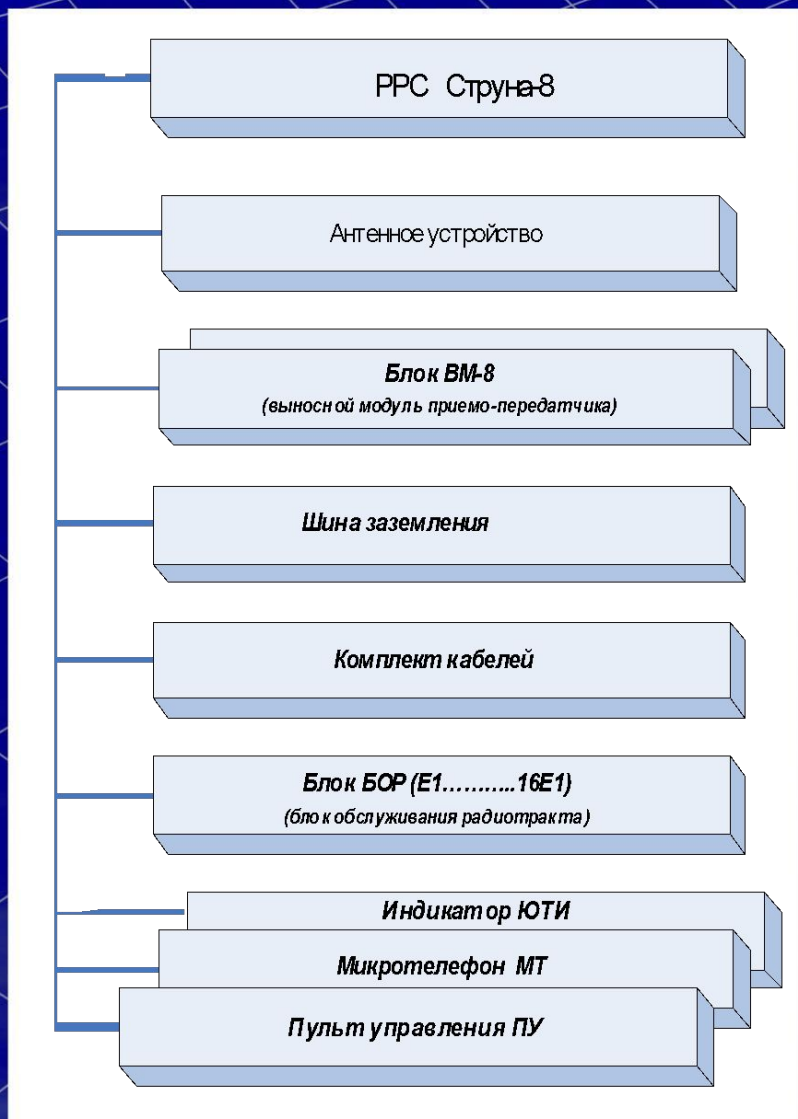 РРС Струна-8
Антенное устройство
Блок ВМ-8
(выносной модуль приемо-передатчика)
Шина заземления
Комплект кабелей
Блок БОР (Е1...........16Е1)
(блок обслуживания радиотракта)
Индикатор ЮТИ
Микротелефон МТ
Пульт управления ПУ